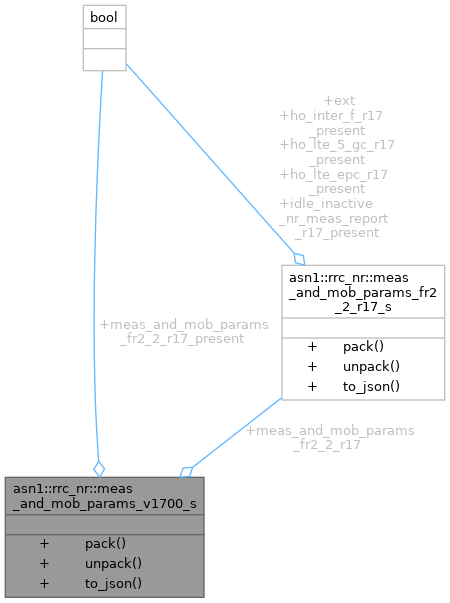 bool
+ext
+ho_inter_f_r17
_present
+ho_lte_5_gc_r17
_present
+ho_lte_epc_r17
_present
+idle_inactive
_nr_meas_report
_r17_present
asn1::rrc_nr::meas
_and_mob_params_fr2
_2_r17_s
+ pack()
+ unpack()
+ to_json()
+meas_and_mob_params
_fr2_2_r17_present
+meas_and_mob_params
_fr2_2_r17
asn1::rrc_nr::meas
_and_mob_params_v1700_s
+ pack()
+ unpack()
+ to_json()